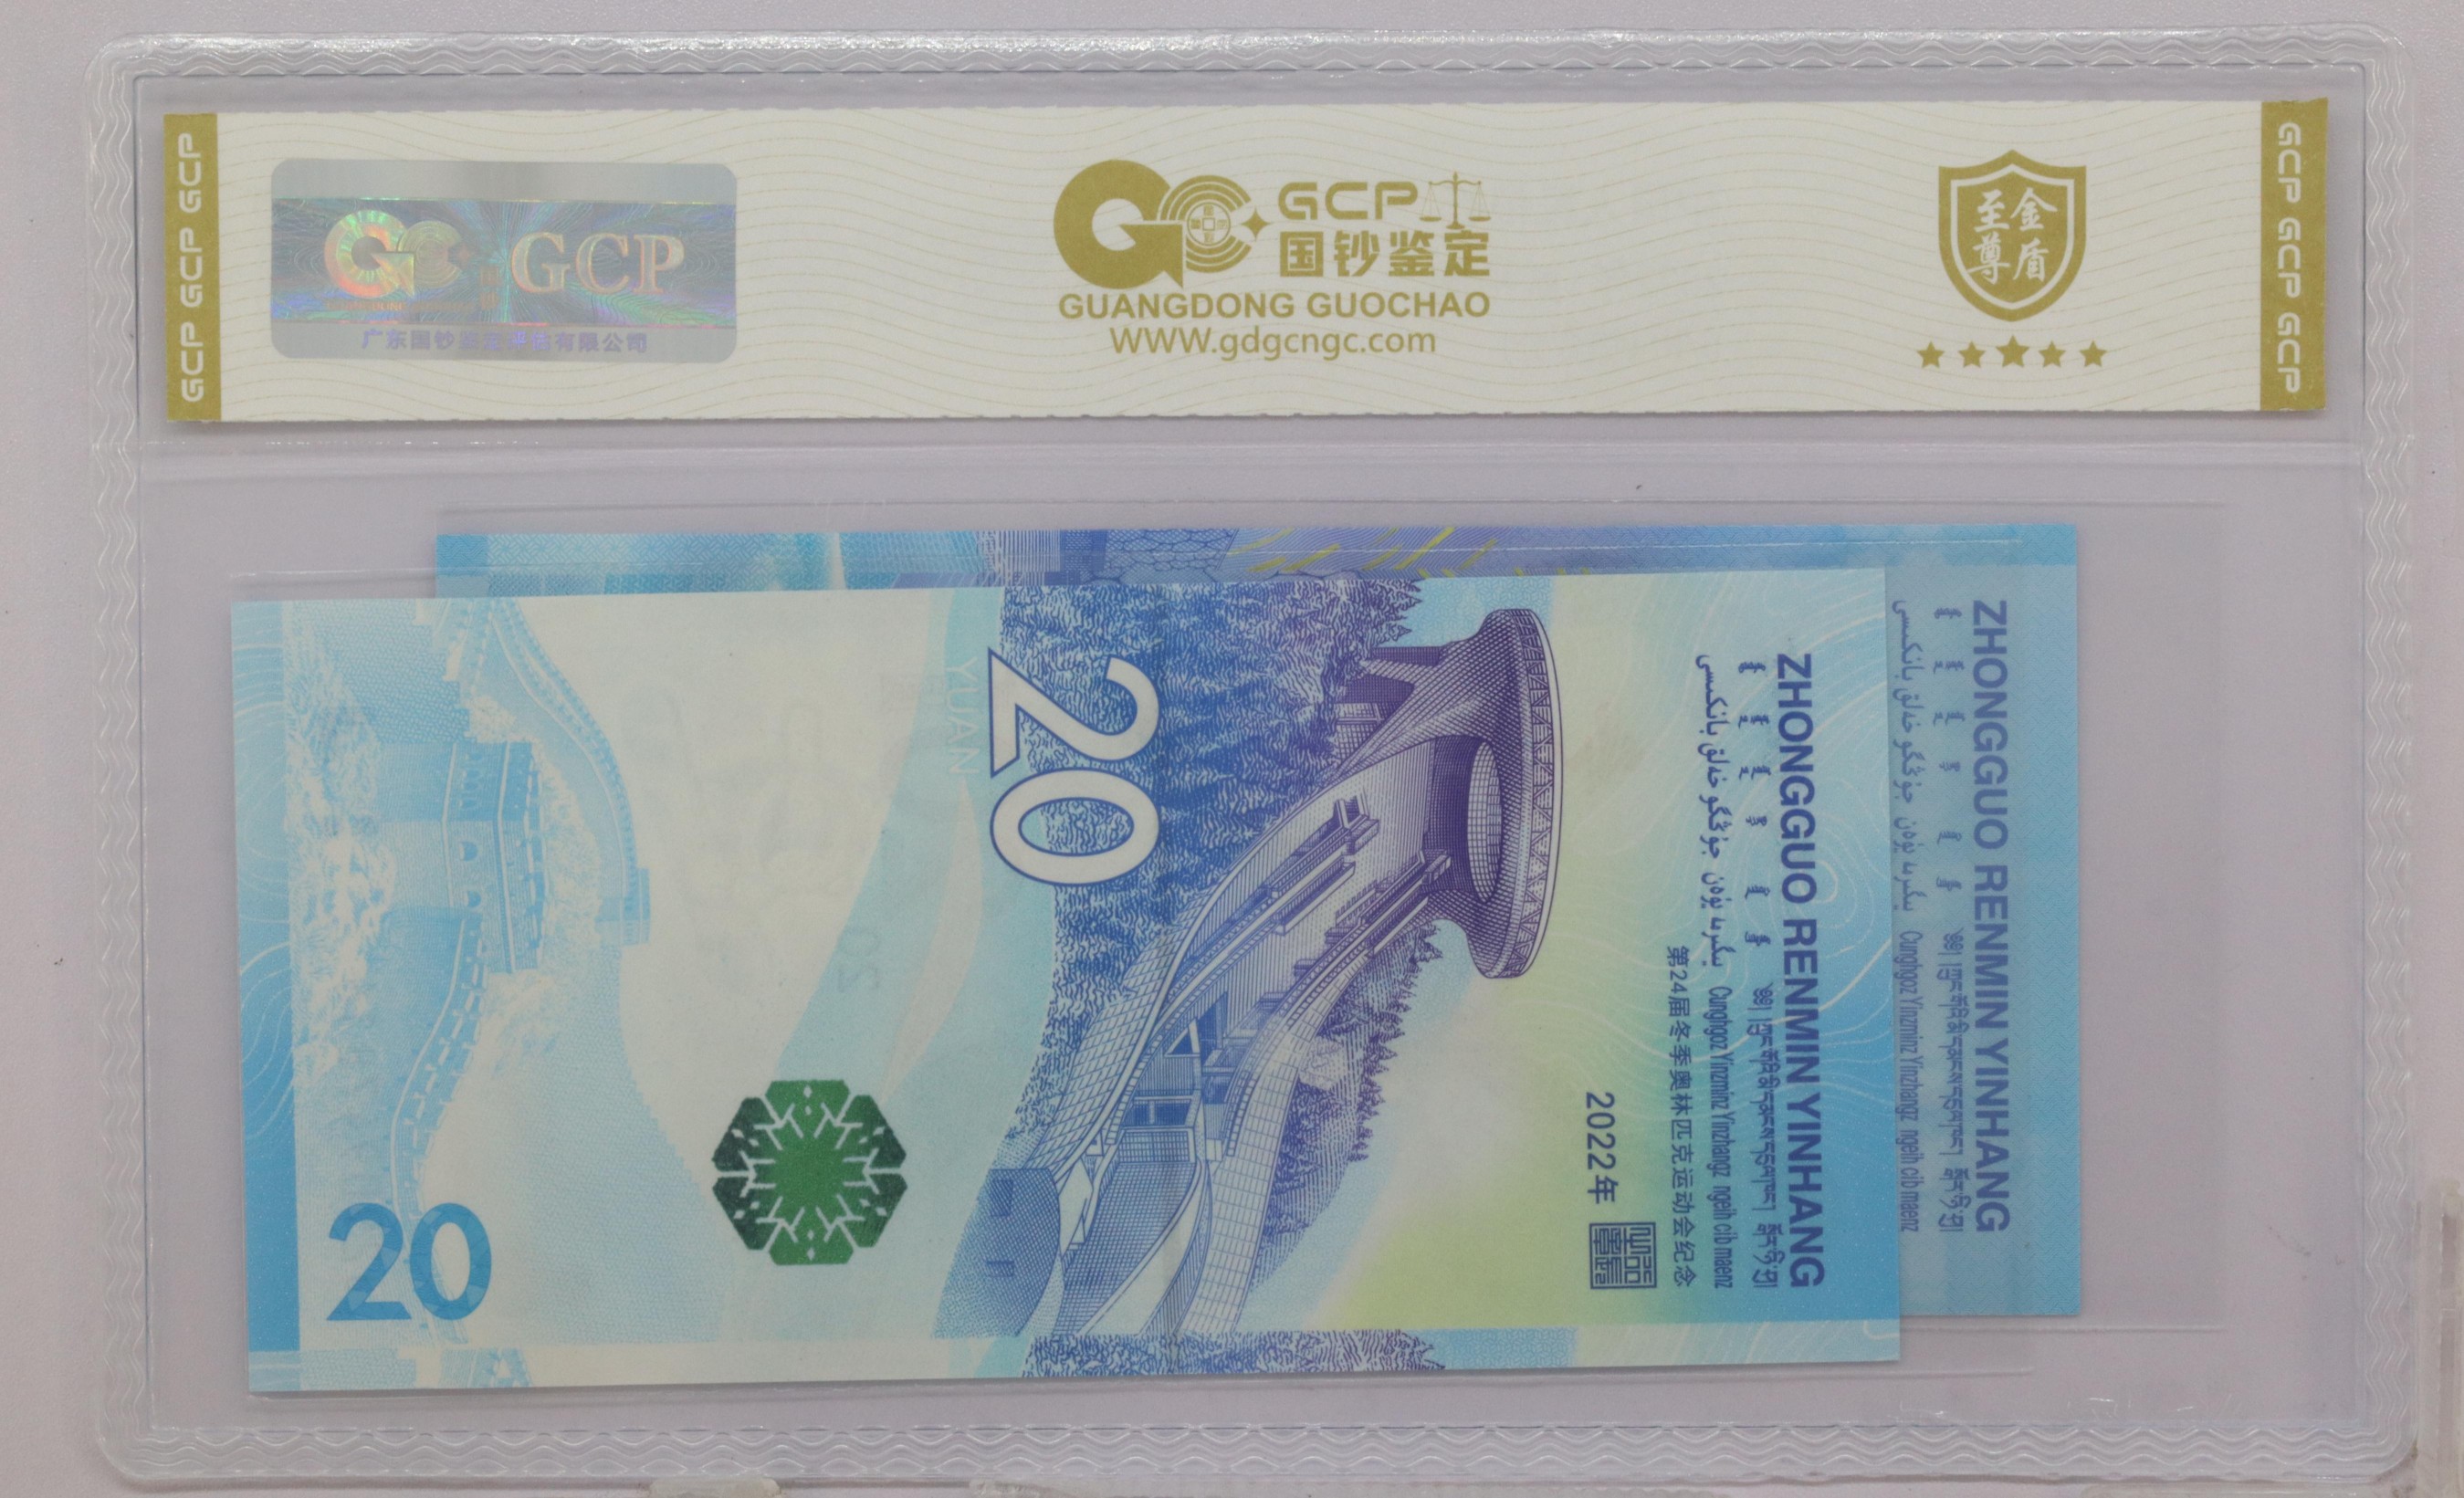 GCP GCP GCP
GCP
广东国钞鉴定评估有限公司
GCP
国钞鉴定
GUANGDONG GUOCHAO
WWW.gdgcngc.com
至尊
金盾
GCP GCP GCP
ZHONGGUO RENMIN YINHANG
Cunghgoz Yinzminz Yinzhangz ngeih cib maenz
ZHONGGUO RENMIN YINHANG
Cunghgoz Yinzminz Yinzhangz ngeih cib maenz
第24届冬季奥林匹克运动会纪念
2022年
20
YUAN
20